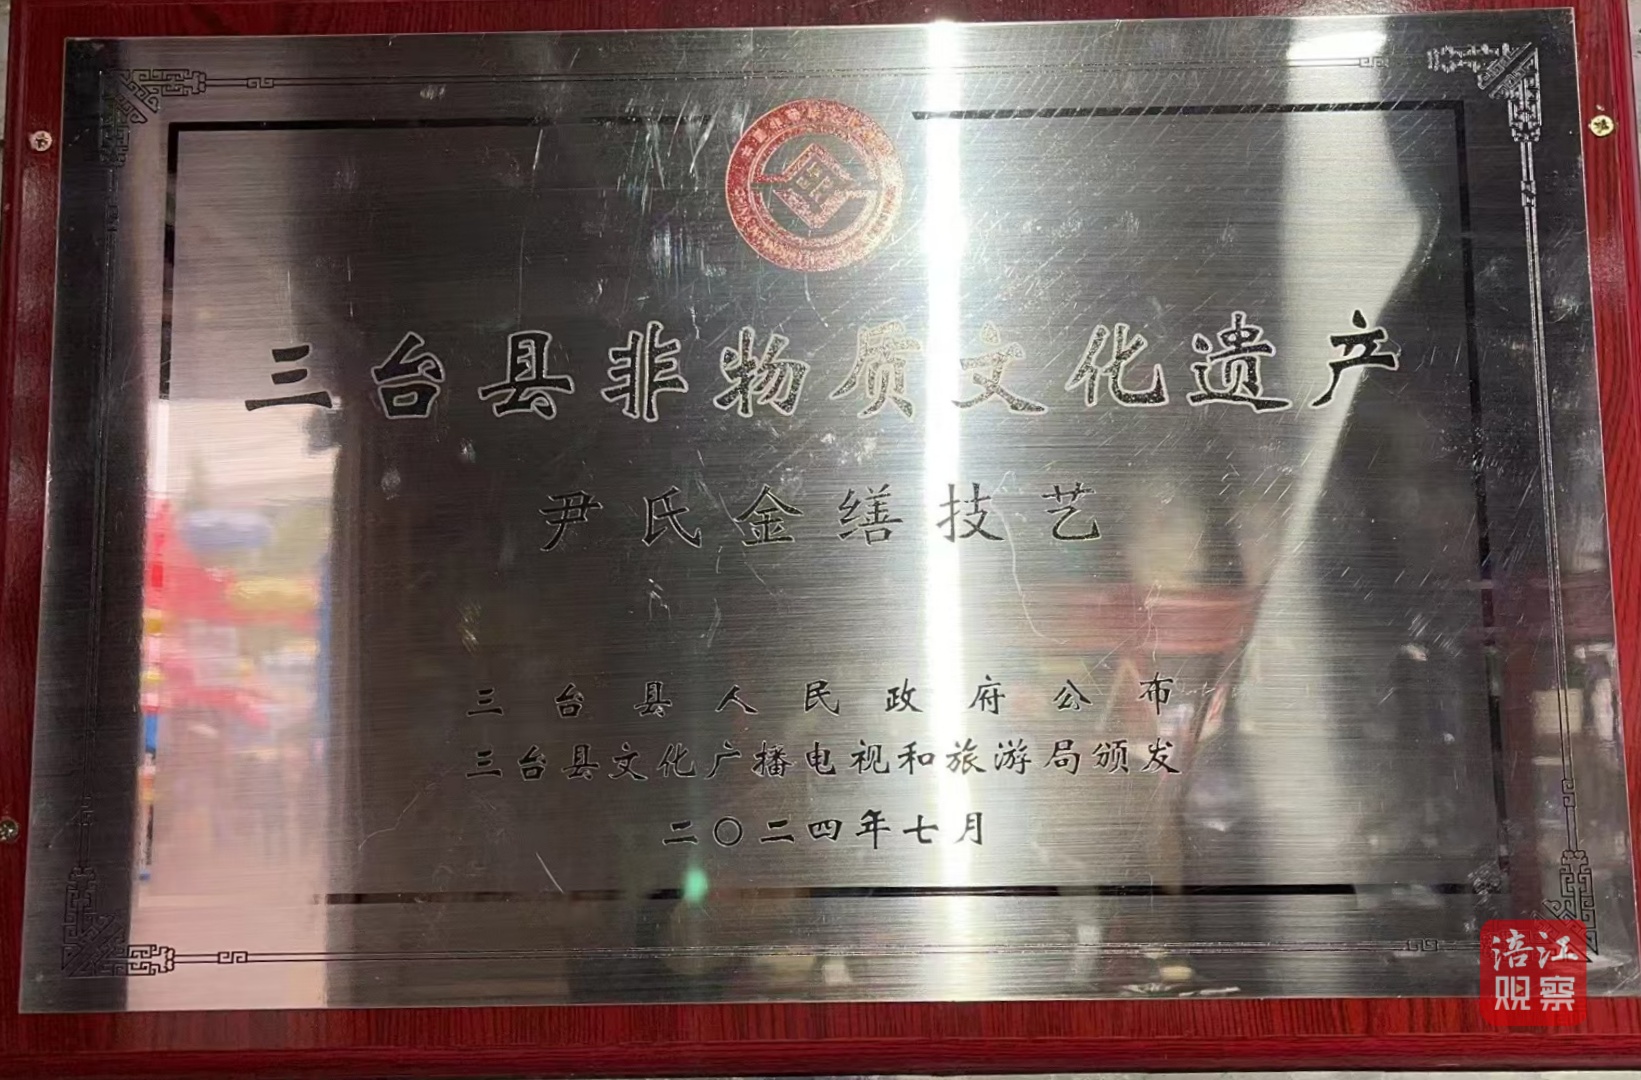 三台县非物质文化遗产
尹氏金缮技艺
三台县人民政府公布
三台县文化广播电视和旅游局颁发
二〇二四年七月
涪江
观察